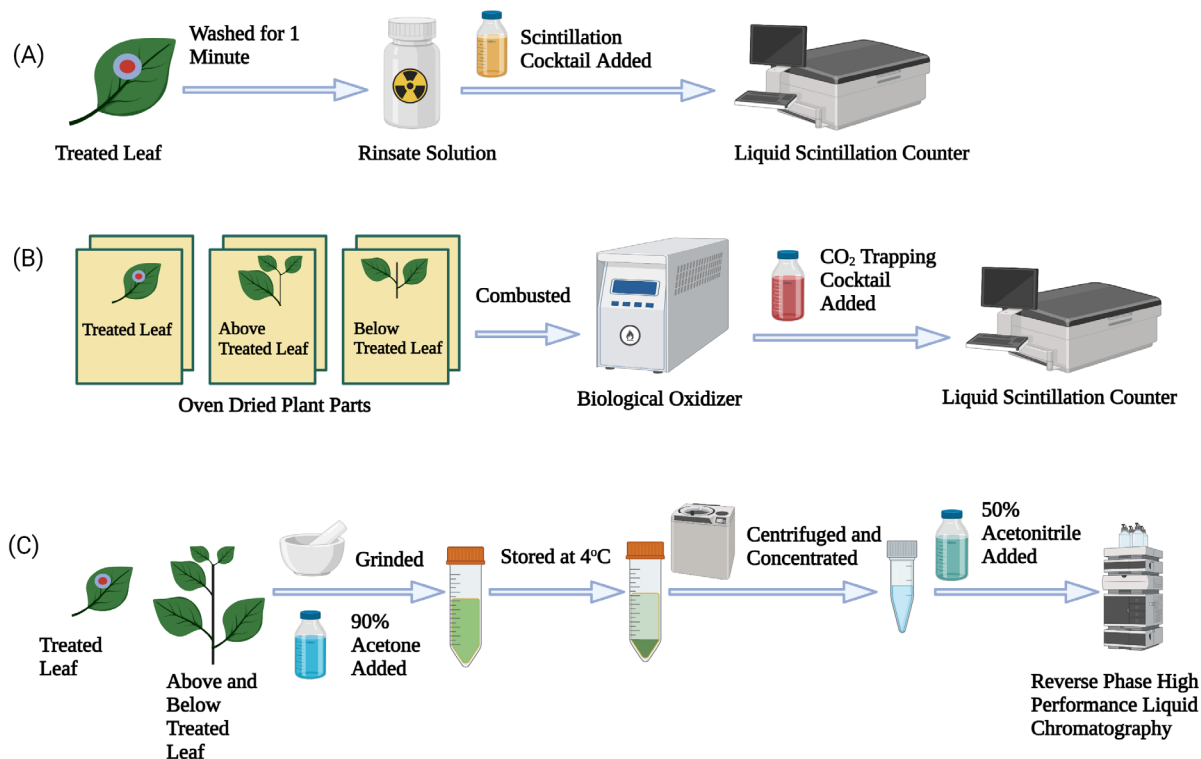 (A)
Washed for 1
Minute
Scintillation
Cocktail Added
Treated Leaf
Rinsate Solution
Liquid Scintillation Counter
(B)
Treated Leaf
Above
Treated Leaf
Below
Treated Leaf
Oven Dried Plant Parts
Combusted
Biological Oxidizer
CO₂ Trapping
Cocktail
Added
Liquid Scintillation Counter
(C)
Treated
Leaf
Above and
Below
Treated
Leaf
Grinded
90%
Acetone
Added
Stored at 4°C
Centrifuged and
Concentrated
50%
Acetonitrile
Added
Reverse Phase High
Performance Liquid
Chromatography